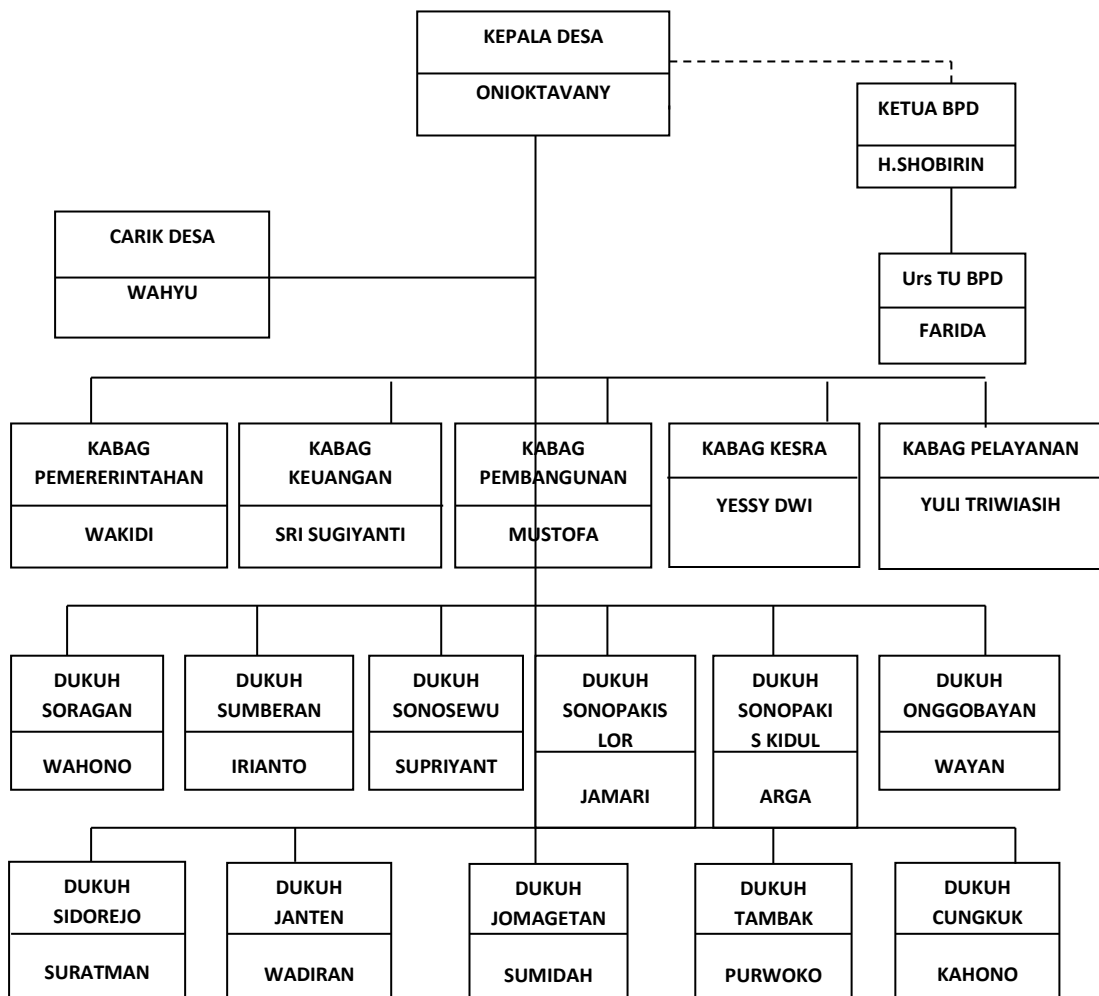 KEPALA DESA
ONIOKTAVANY
KETUA BPD
H.SHOBIRIN
CARIK DESA
WAHYU
Urs TU BPD
FARIDA
KABAG
PEMERERINTAHAN
WAKIDI
KABAG
KEUANGAN
SRI SUGIYANTI
KABAG
PEMBANGUNAN
MUSTOFA
KABAG KESRA
YESSY DWI
KABAG PELAYANAN
YULI TRIWIASIH
DUKUH
SORAGAN
WAHONO
DUKUH
SUMBERAN
IRIANTO
DUKUH
SONOSEWU
SUPRIYANT
DUKUH
SONOPAKIS
LOR
JAMARI
DUKUH
SONOPAKI
S KIDUL
ARGA
DUKUH
ONGGOBAYAN
WAYAN
DUKUH
SIDOREJO
SURATMAN
DUKUH
JANTEN
WADIRAN
DUKUH
JOMAGETAN
SUMIDAH
DUKUH
TAMBAK
PURWOKO
DUKUH
CUNGKUK
KAHONO